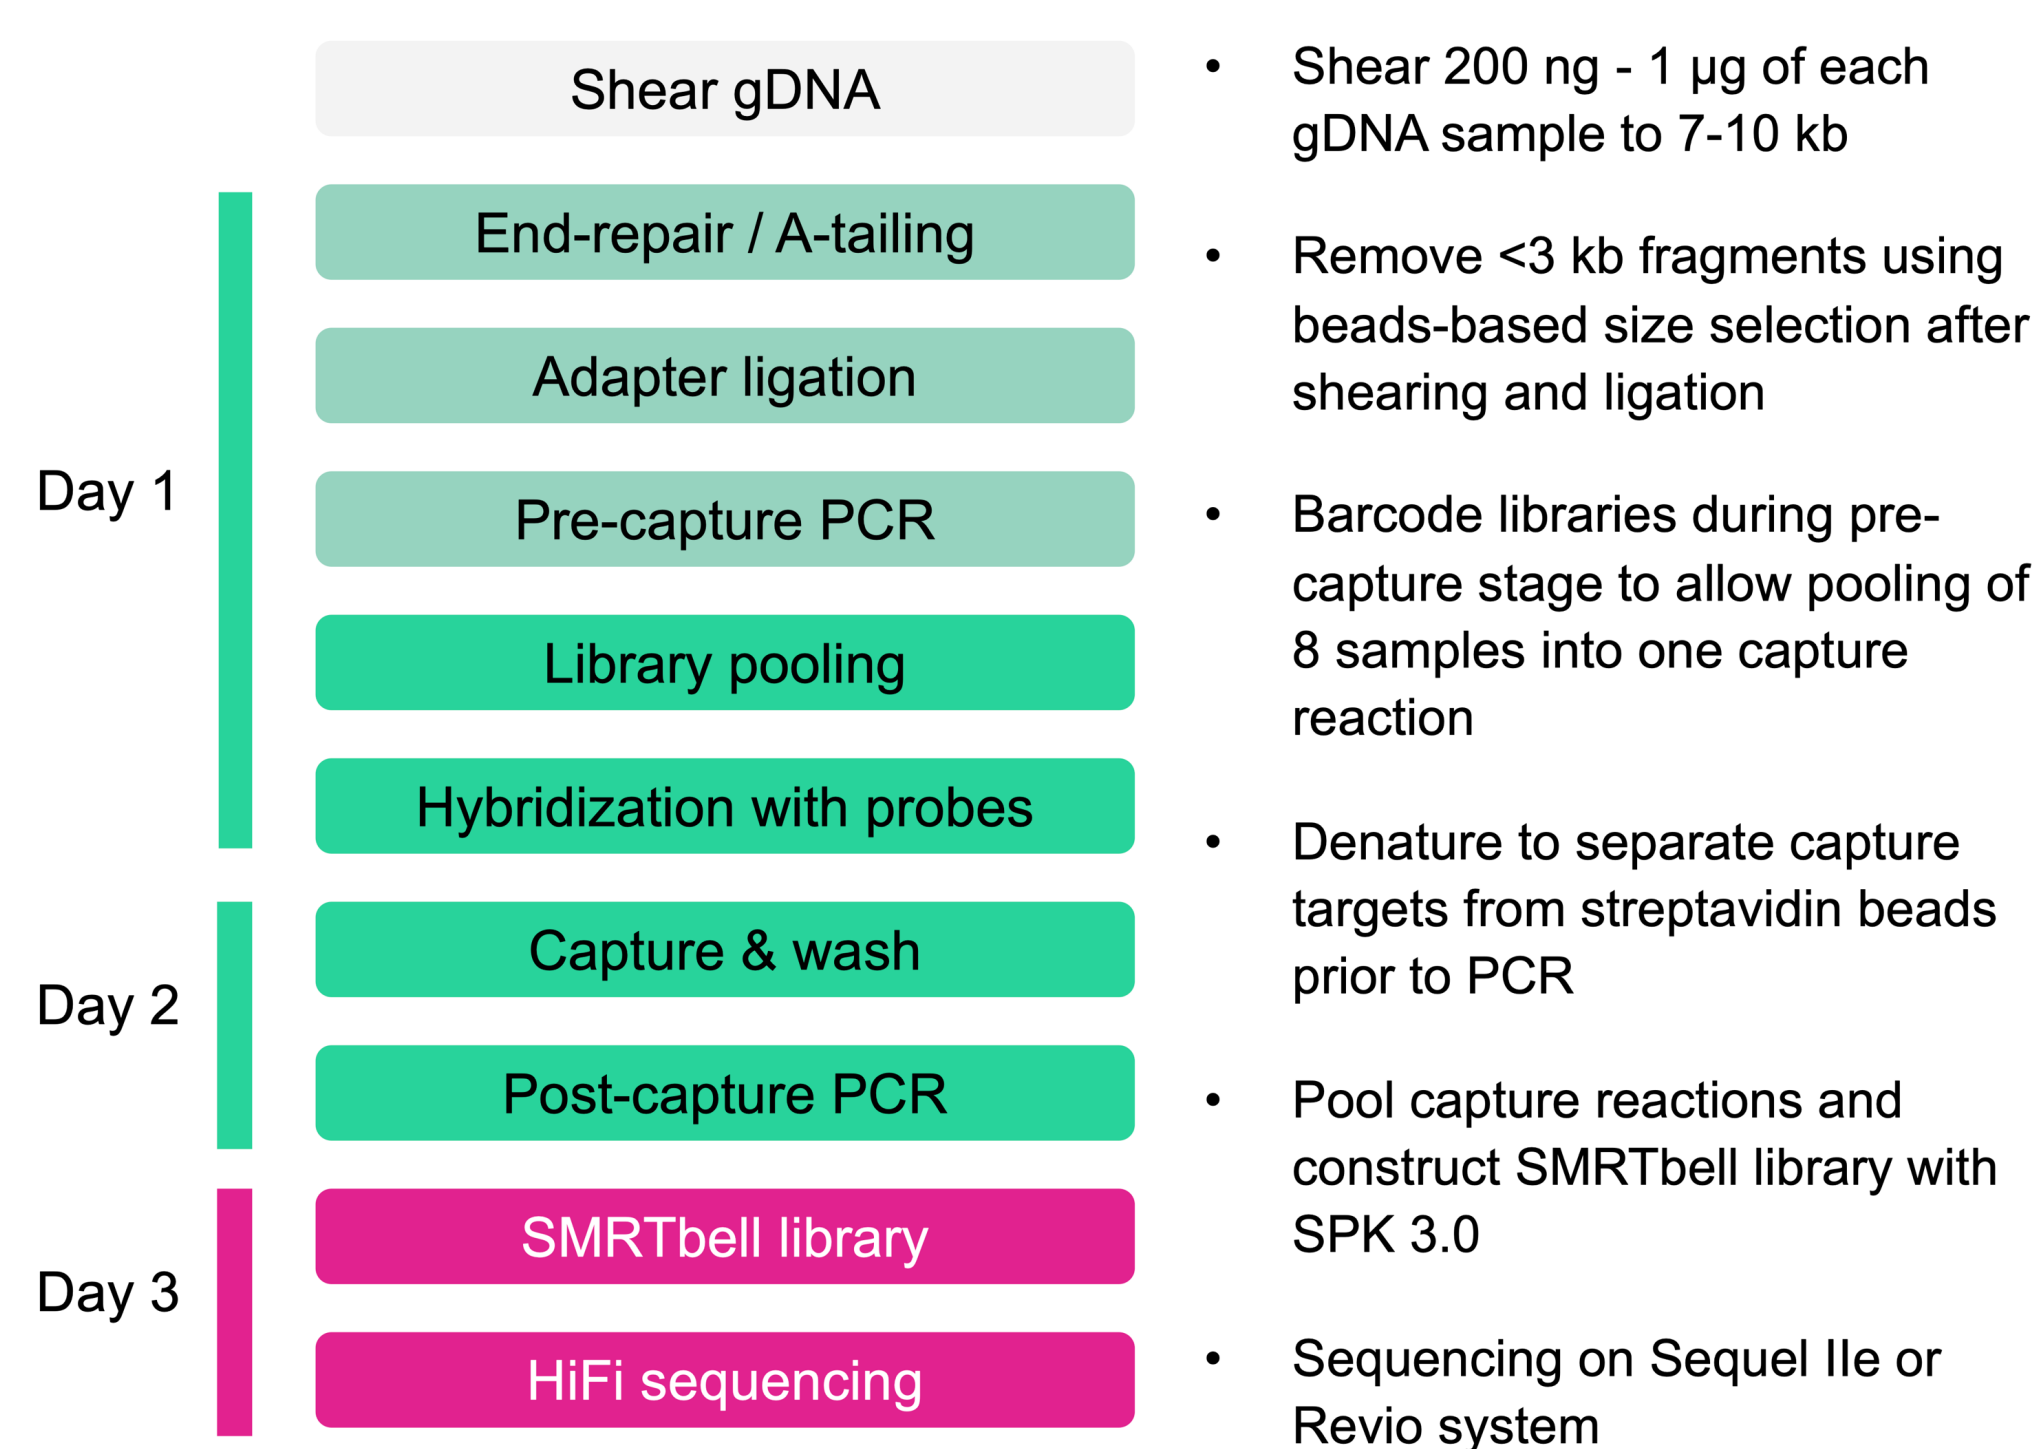 Shear gDNA
End-repair / A-tailing
Adapter ligation
Day 1
Pre-capture PCR
Library pooling
Hybridization with probes
Capture & wash
Day 2
Post-capture PCR
SMRTbell library
Day 3
HiFi sequencing
• Shear 200 ng - 1 µg of each
gDNA sample to 7-10 kb
• Remove <3 kb fragments using
beads-based size selection after
shearing and ligation
• Barcode libraries during pre-
capture stage to allow pooling of
8 samples into one capture
reaction
• Denature to separate capture
targets from streptavidin beads
prior to PCR
• Pool capture reactions and
construct SMRTbell library with
SPK 3.0
• Sequencing on Sequel IIe or
Revio system